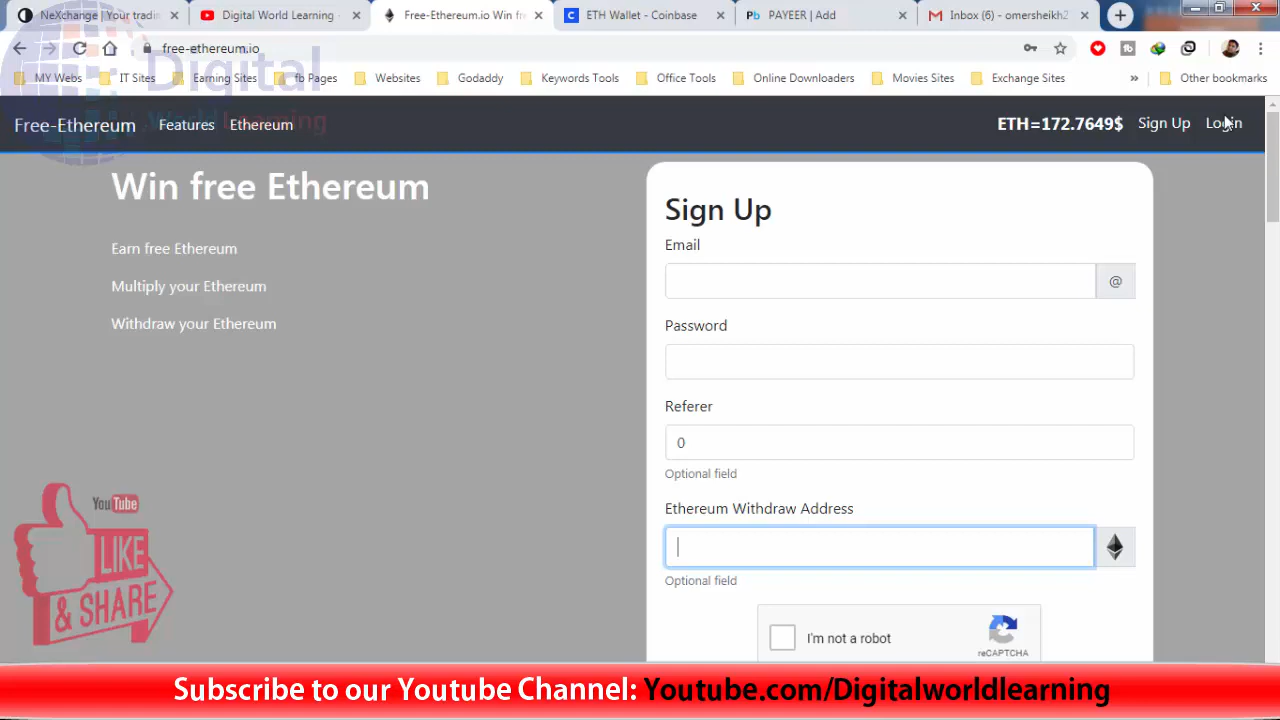 NeXchange | Your tradin
Digital World Learning -
Free-Ethereum.io Win fr
ETH Wallet - Coinbase
PAYEER | Add
Inbox (6) - omersheikh2
free-ethereum.io
MY Webs
IT Sites
Earning Sites
fb Pages
Websites
Godaddy
Keywords Tools
Office Tools
Online Downloaders
Movies Sites
Exchange Sites
»
Other bookmarks
Digital
World Learning
Free-Ethereum
Features
Ethereum
ETH=172.7649$
Sign Up
Login
Win free Ethereum
Earn free Ethereum
Multiply your Ethereum
Withdraw your Ethereum
Sign Up
Email
@
Password
Referer
0
Optional field
Ethereum Withdraw Address
Optional field
I'm not a robot
reCAPTCHA
YouTube
LIKE
& SHARE
Subscribe to our Youtube Channel: Youtube.com/Digitalworldlearning